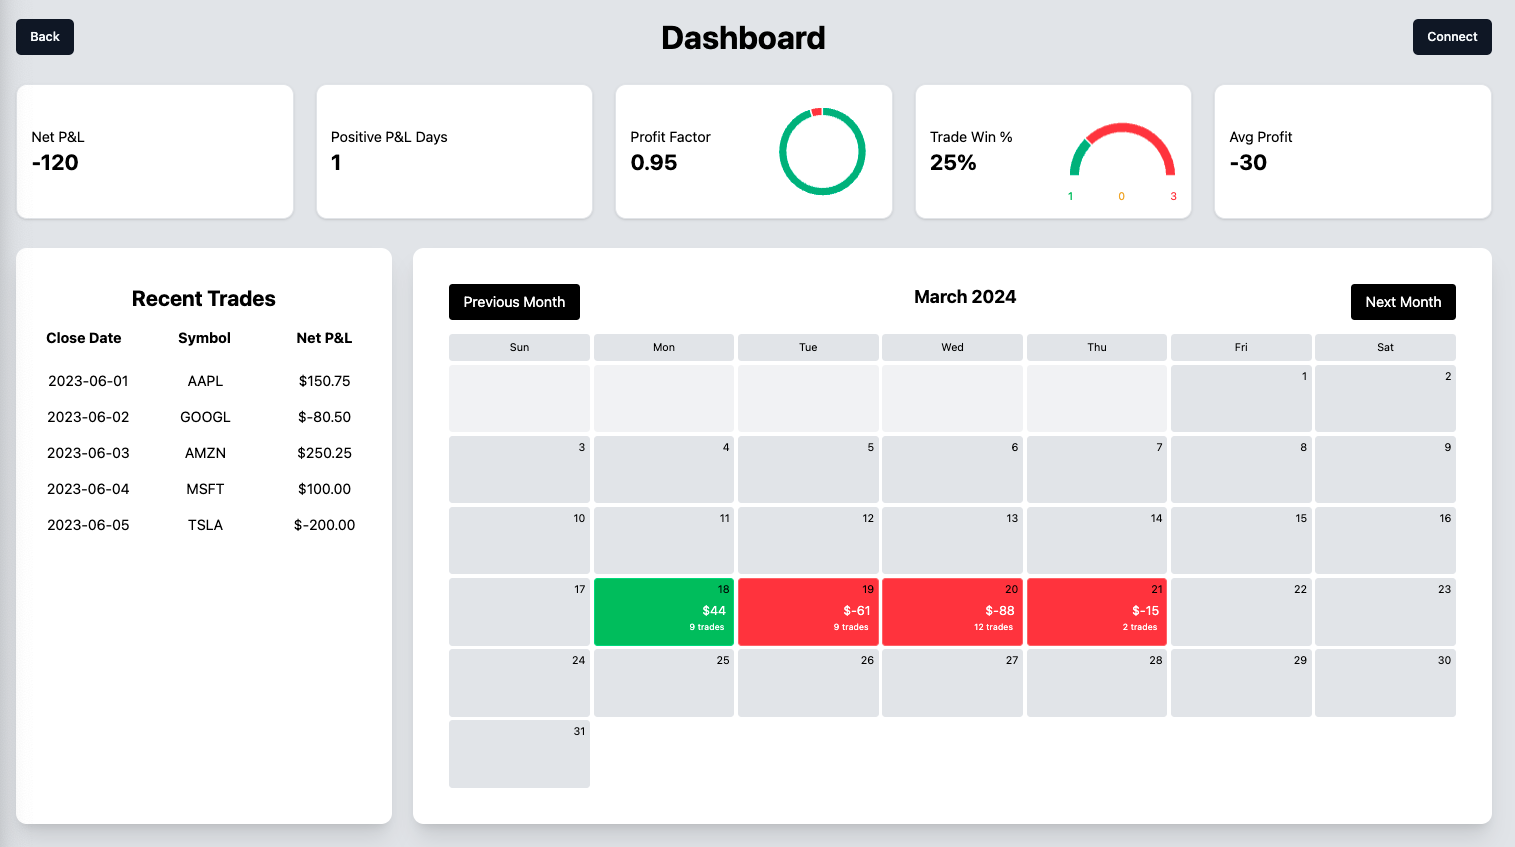 Back
Dashboard
Connect
Net P&L
-120
Positive P&L Days
1
Profit Factor
0.95
Trade Win %
25%
1 0 3
Avg Profit
-30
Recent Trades
Close Date Symbol Net P&L
2023-06-01 AAPL $150.75
2023-06-02 GOOGL $-80.50
2023-06-03 AMZN $250.25
2023-06-04 MSFT $100.00
2023-06-05 TSLA $-200.00
Previous Month
March 2024
Next Month
Sun Mon Tue Wed Thu Fri Sat
1 2
3 4 5 6 7 8 9
10 11 12 13 14 15 16
17 18 19 20 21 22 23
$44 $-61 $-88 $-15
9 trades 9 trades 12 trades 2 trades
24 25 26 27 28 29 30
31